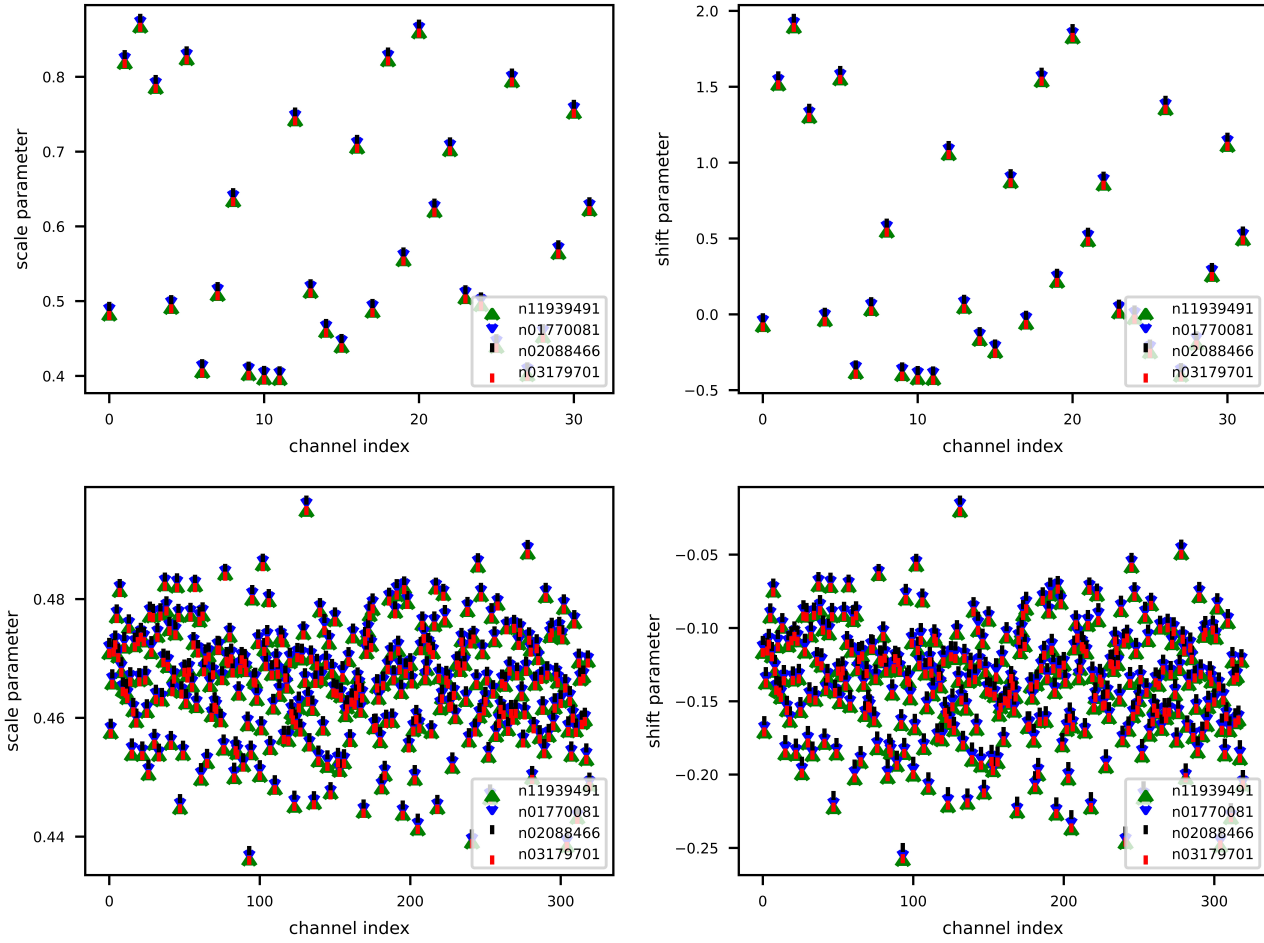 0.8
0.7
0.6
0.5
0.4
scale parameter
0
10
20
30
channel index
n11939491
n01770081
n02088466
n03179701
2.0
1.5
1.0
0.5
0.0
−0.5
shift parameter
0
10
20
30
channel index
n11939491
n01770081
n02088466
n03179701
0.48
0.46
0.44
scale parameter
0
100
200
300
channel index
n11939491
n01770081
n02088466
n03179701
−0.05
−0.10
−0.15
−0.20
−0.25
shift parameter
0
100
200
300
channel index
n11939491
n01770081
n02088466
n03179701